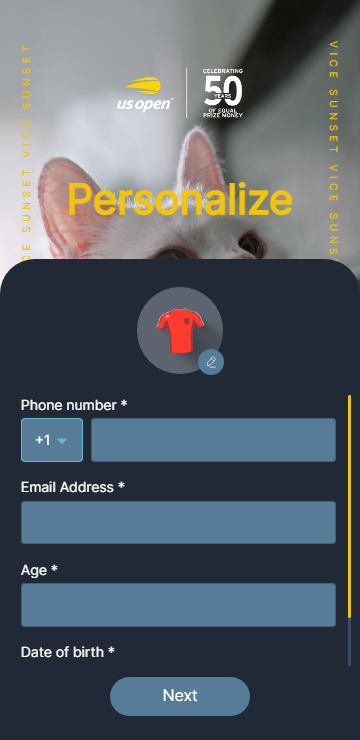 VICE SUNSET VICE SUNSET
VICE SUNSET VICE SUNSET
us open
CELEBRATING
50
YEARS
OF EQUAL
PRIZE MONEY
Personalize
Phone number *
+1
Email Address *
Age *
Date of birth *
Next